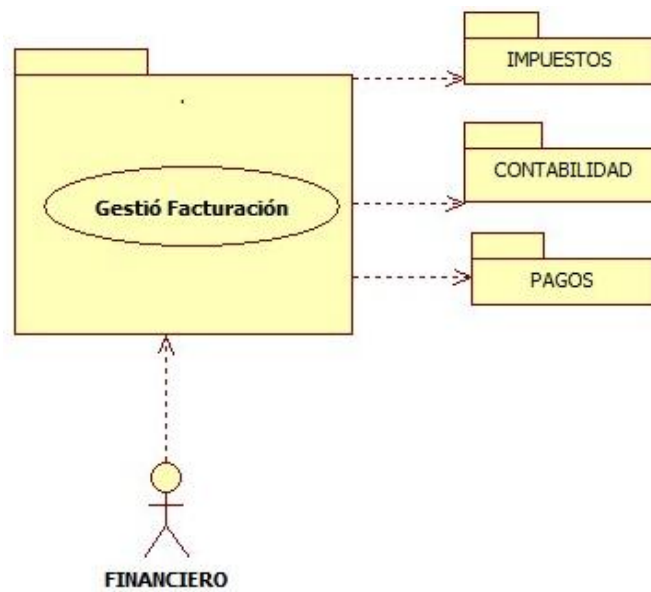 IMPUESTOS
CONTABILIDAD
Gestió Facturación
PAGOS
FINANCIERO